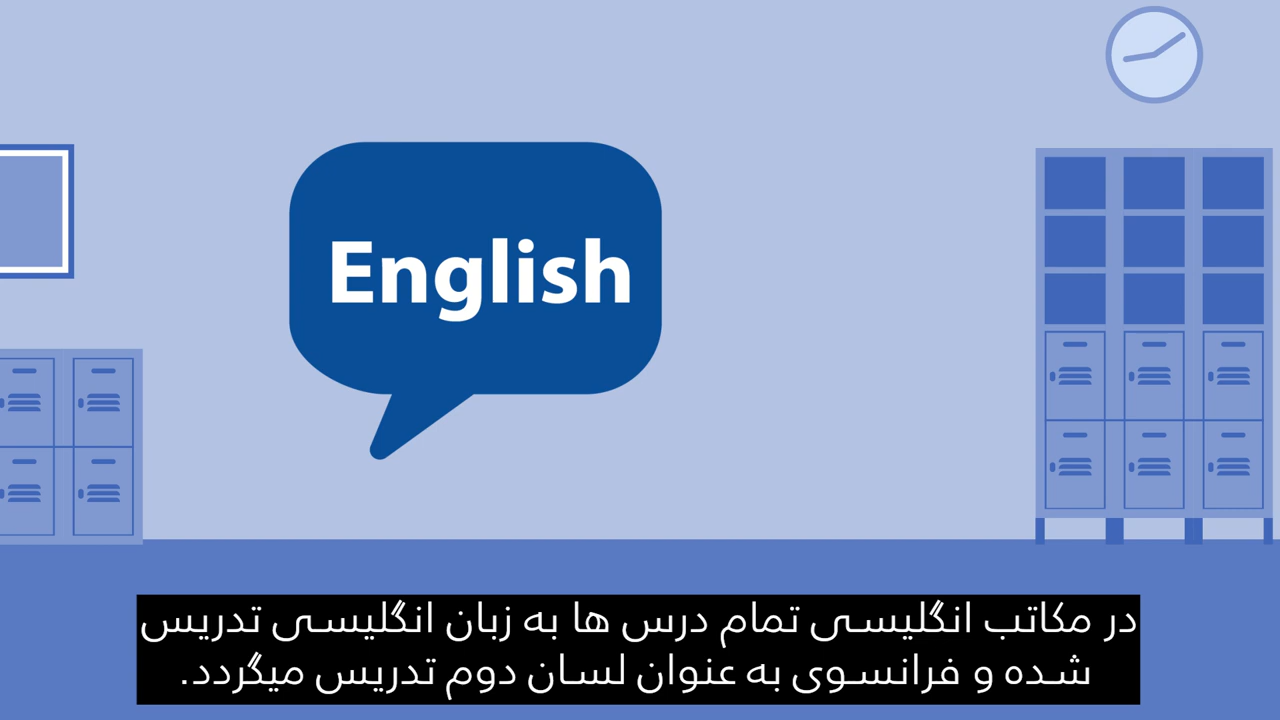 English
در مکاتب انگلیسی تمام درس ها به زبان انگلیسی تدریس
شده و فرانسوی به عنوان لسان دوم تدریس میگردد.